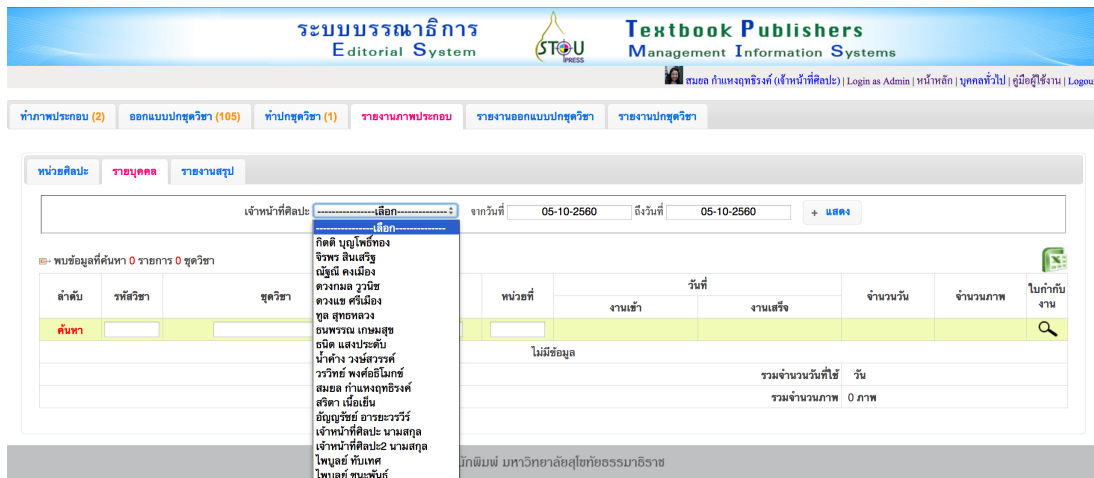 ระบบบรรณาธิการ
Editorial System
STOU
PRESS
Textbook Publishers
Management Information Systems
สมยล กำแหงฤทธิรงค์ (เจ้าหน้าที่ศิลปะ) | Login as Admin | หน้าหลัก | บุคคลทั่วไป | คู่มือผู้ใช้งาน | Logou
ทำภาพประกอบ (2) ออกแบบปกชุดวิชา (105) ทำปกชุดวิชา (1) รายงานภาพประกอบ รายงานออกแบบปกชุดวิชา รายงานปกชุดวิชา
หน่วยศิลปะ รายบุคคล รายงานสรุป
เจ้าหน้าที่ศิลปะ ----------------เลือก-------------- จากวันที่ 05-10-2560 ถึงวันที่ 05-10-2560 + แสดง
----------------เลือก--------------
กิตติ บุญโพธิ์ทอง
จิรพร สินเสริฐ
ณัฐณี คงเมือง
ดวงกมล วูวนิช
ดวงแข ศรีเมือง
ทูล สุทธหลวง
ธนพรรณ เกษมสุข
ธนิต แสงประดับ
น้ำค้าง วงษ์สวรรค์
วรวิทย์ พงศ์อธิโมกข์
สมยล กำแหงฤทธิรงค์
สริตา เนื้อเย็น
อัญญรัชย์ อารยะวรวีร์
เจ้าหน้าที่ศิลปะ นามสกุล
เจ้าหน้าที่ศิลปะ2 นามสกุล
ไพบูลย์ ทับเทศ
ไพบูลย์ ชนะพันธ์
พบข้อมูลที่ค้นหา 0 รายการ 0 ชุดวิชา
ลำดับ รหัสวิชา ชุดวิชา หน่วยที่ วันที่ จำนวนวัน จำนวนภาพ ใบกำกับงาน
งานเข้า งานเสร็จ
ค้นหา
ไม่มีข้อมูล
รวมจำนวนวันที่ใช้ วัน
รวมจำนวนภาพ 0 ภาพ
นักพิมพ์ มหาวิทยาลัยสุโขทัยธรรมาธิราช